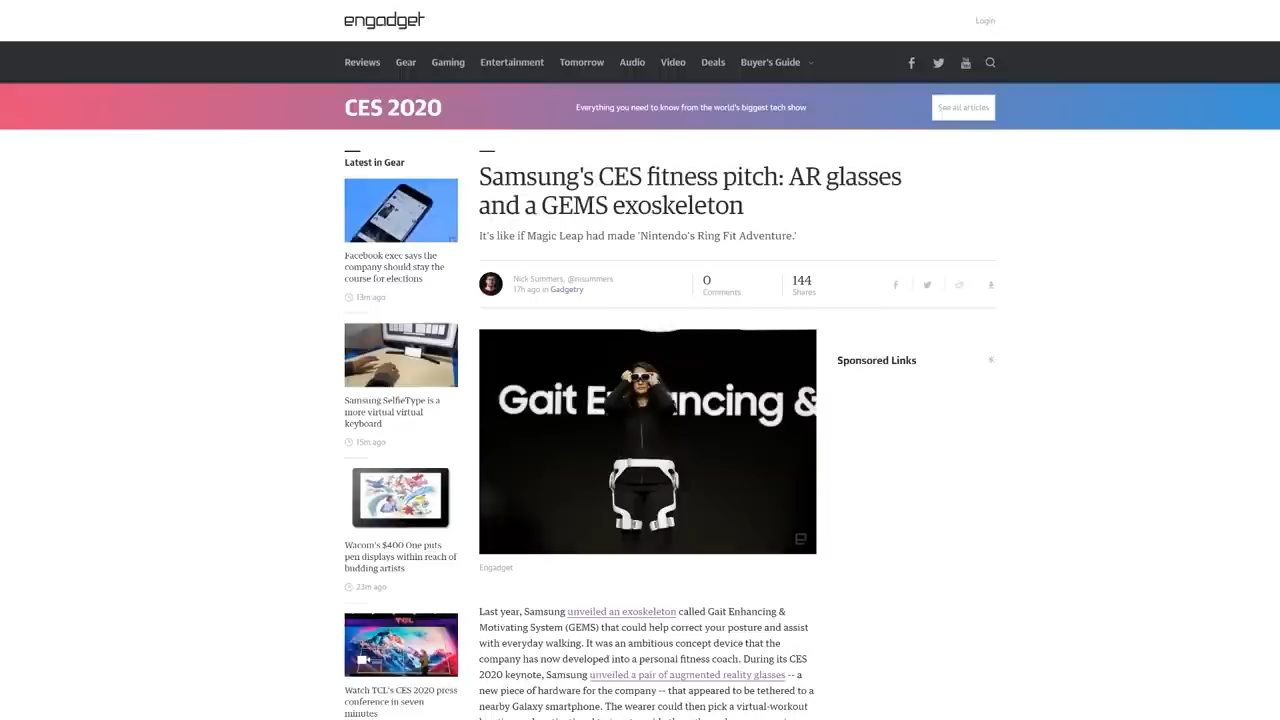 engadget
Login
Reviews
Gear
Gaming
Entertainment
Tomorrow
Audio
Video
Deals
Buyer's Guide
CES 2020
Everything you need to know from the world's biggest tech show
See all articles
Latest in Gear
Facebook exec says the
company should stay the
course for elections
13m ago
Samsung SelfieType is a
more virtual virtual
keyboard
15m ago
Wacom's $400 One puts
pen displays within reach of
budding artists
23m ago
TCL
Watch TCL's CES 2020 press
conference in seven
minutes
Samsung's CES fitness pitch: AR glasses
and a GEMS exoskeleton
It's like if Magic Leap had made 'Nintendo's Ring Fit Adventure.'
Nick Summers, @nisummers
17h ago in Gadgetry
0
Comments
144
Shares
Gait E ncing &
Engadget
Sponsored Links
Last year, Samsung unveiled an exoskeleton called Gait Enhancing &
Motivating System (GEMS) that could help correct your posture and assist
with everyday walking. It was an ambitious concept device that the
company has now developed into a personal fitness coach. During its CES
2020 keynote, Samsung unveiled a pair of augmented reality glasses -- a
new piece of hardware for the company -- that appeared to be tethered to a
nearby Galaxy smartphone. The wearer could then pick a virtual-workout